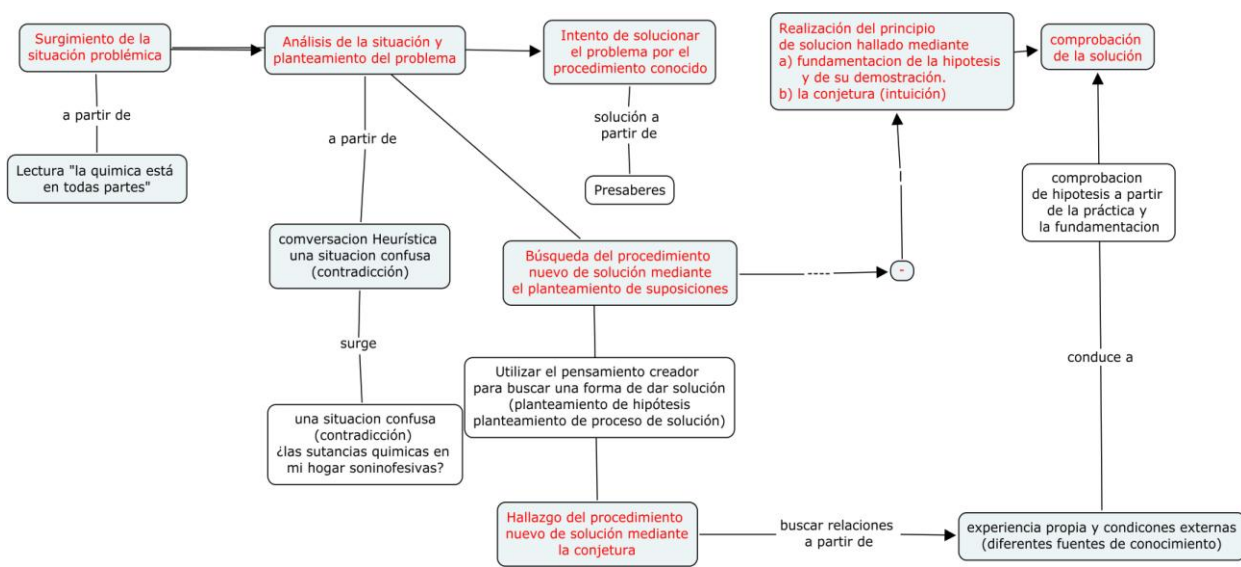 Surgimiento de la
situación problémica
Análisis de la situación y
planteamiento del problema
Intento de solucionar
el problema por el
procedimiento conocido
Realización del principio
de solucion hallado mediante
a) fundamentacion de la hipotesis
y de su demostración.
b) la conjetura (intuición)
comprobación
de la solución
a partir de
a partir de
solución a
partir de
Lectura "la quimica está
en todas partes"
Presaberes
comprobacion
de hipotesis a partir
de la práctica y
la fundamentacion
comversacion Heurística
una situacion confusa
(contradicción)
Búsqueda del procedimiento
nuevo de solución mediante
el planteamiento de suposiciones
----
-
surge
conduce a
Utilizar el pensamiento creador
para buscar una forma de dar solución
(planteamiento de hipótesis
planteamiento de proceso de solución)
una situacion confusa
(contradicción)
¿las sutancias quimicas en
mi hogar soninofesivas?
Hallazgo del procedimiento
nuevo de solución mediante
la conjetura
buscar relaciones
a partir de
experiencia propia y condicones externas
(diferentes fuentes de conocimiento)